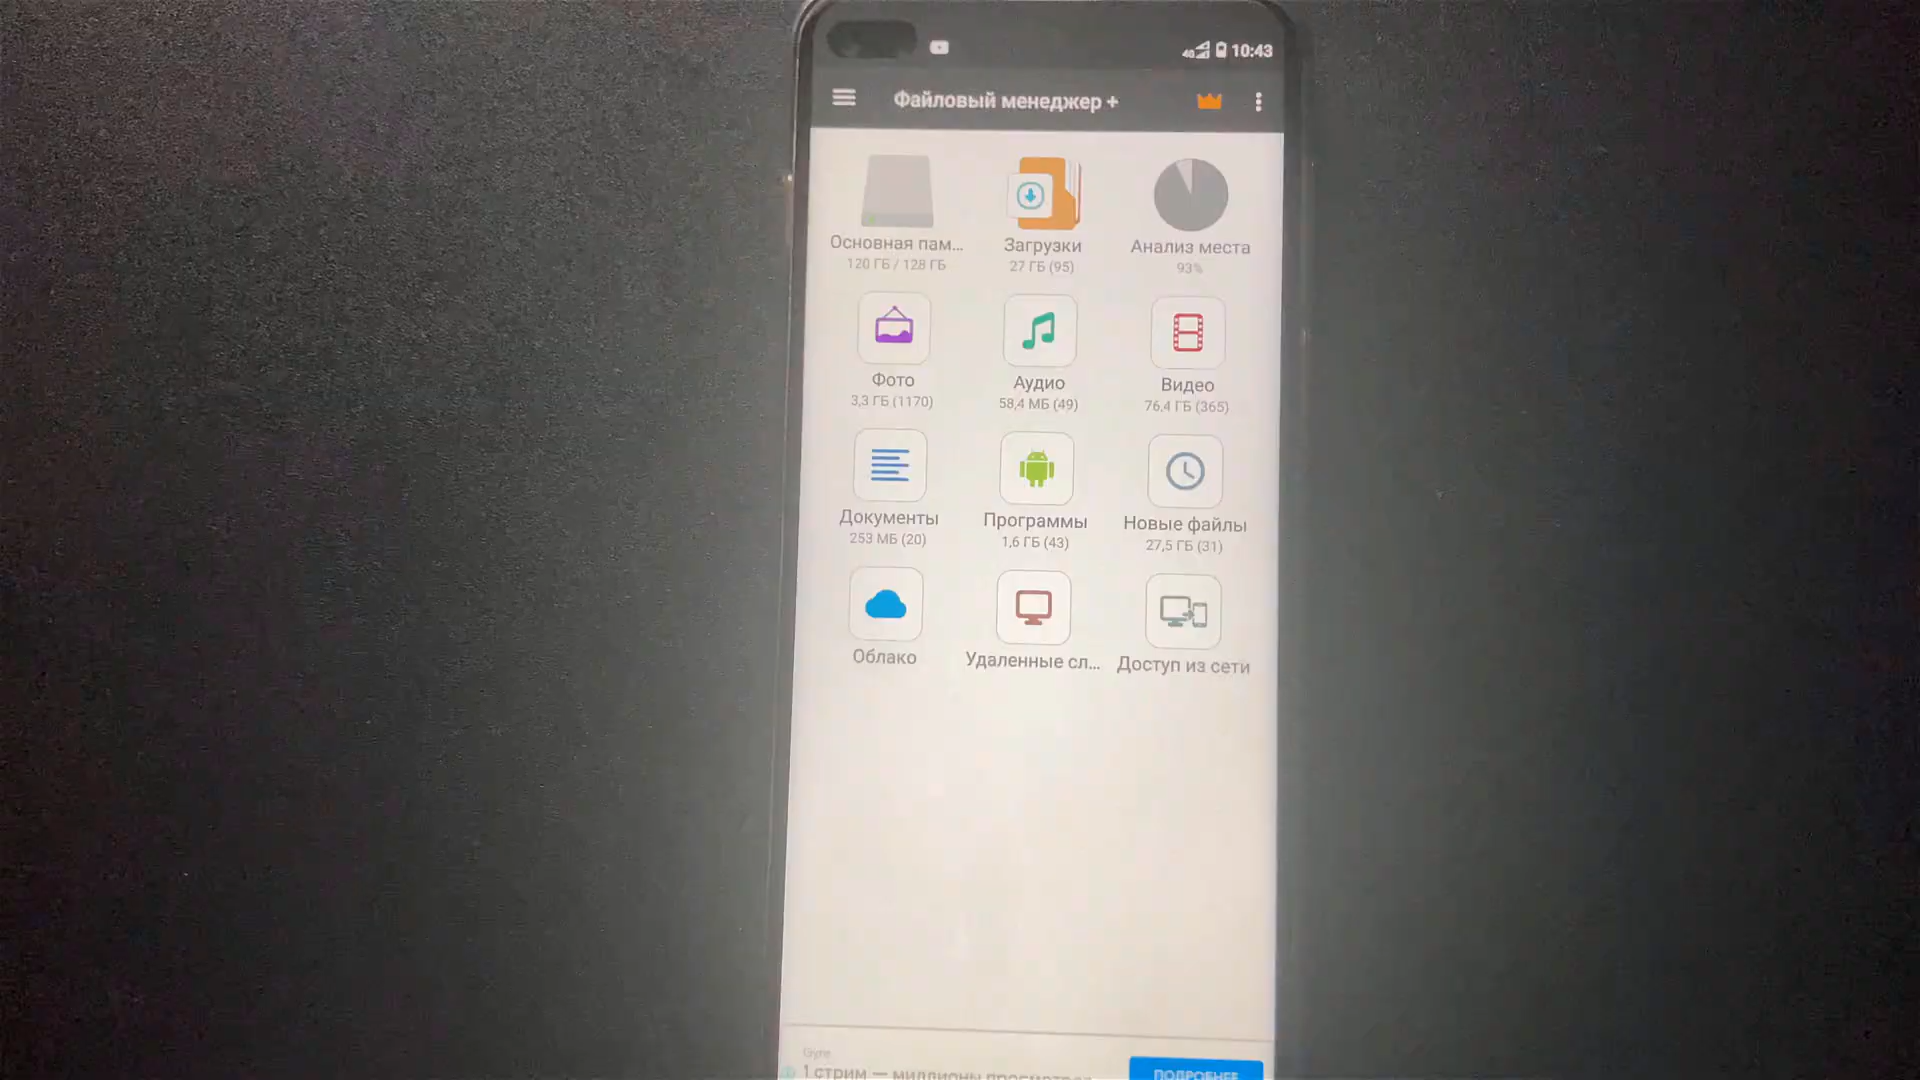 4G 10:43
Файловый менеджер +
Основная пам... Загрузки Анализ места
120 ГБ / 128 ГБ 27 ГБ (95) 93%
Фото Аудио Видео
3,3 ГБ (1170) 58,4 МБ (49) 76,4 ГБ (365)
Документы Программы Новые файлы
253 МБ (20) 1,6 ГБ (43) 27,5 ГБ (31)
Облако Удаленные сл... Доступ из сети
Gyre
1 стрим — миллионы просмотров ПОДРОБНЕЕ